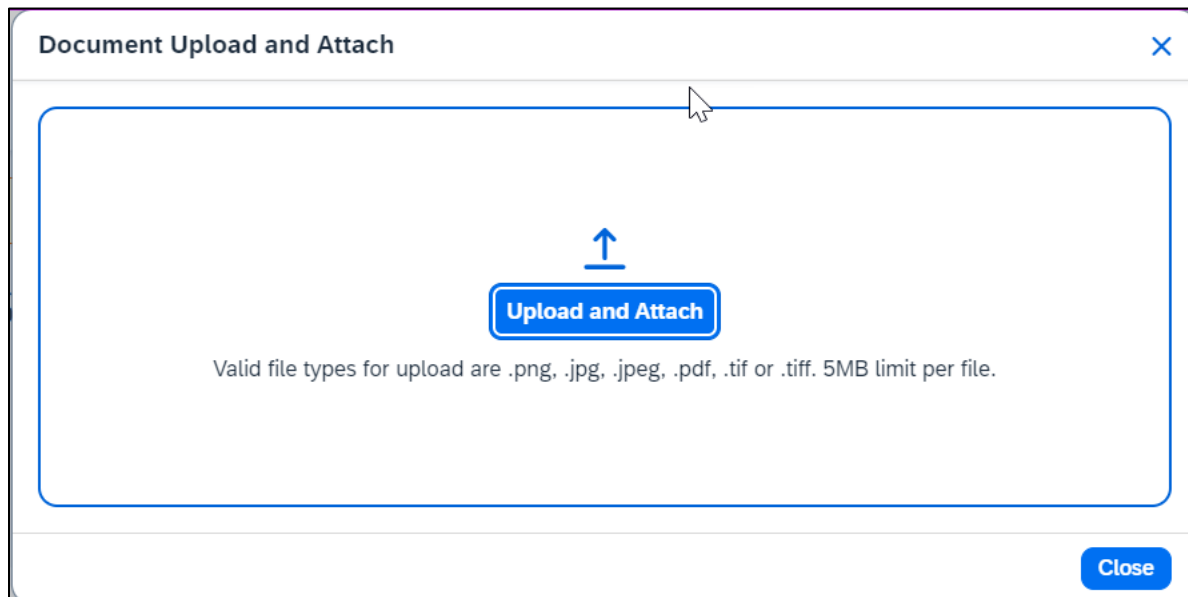 Document Upload and Attach
Upload and Attach
Valid file types for upload are .png, .jpg, .jpeg, .pdf, .tif or .tiff. 5MB limit per file.
Close